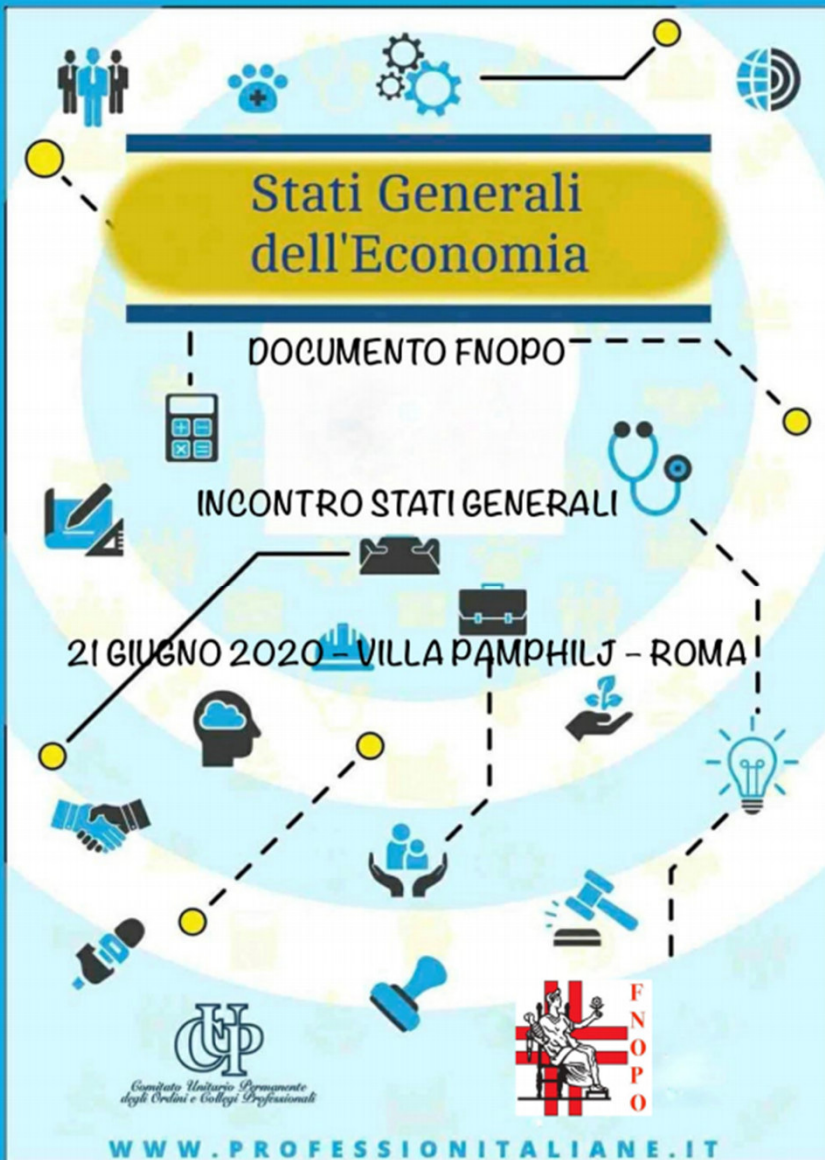 Stati Generali
dell'Economia
DOCUMENTO FNOPO
INCONTRO STATI GENERALI
21 GIUGNO 2020 – VILLA PAMPHILJ – ROMA
CUP
Comitato Unitario Permanente
degli Ordini e Collegi Professionali
FNOPO
WWW.PROFESSIONITALIANE.IT